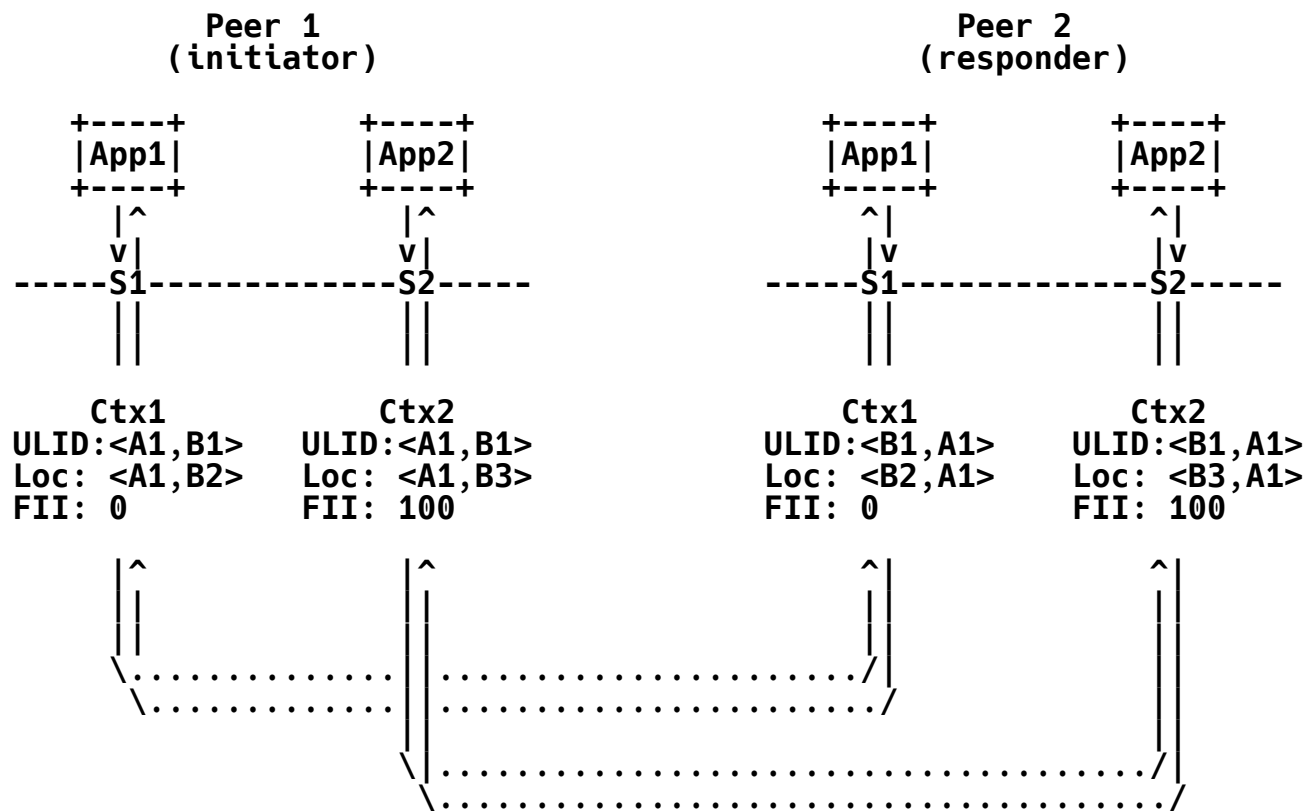 Peer 1 Peer 2
(initiator) (responder)
App1 App2 App1 App2
S1 S2 S1 S2
Ctx1 Ctx2 Ctx1 Ctx2
ULID:<A1,B1> ULID:<A1,B1> ULID:<B1,A1> ULID:<B1,A1>
Loc: <A1,B2> Loc: <A1,B3> Loc: <B2,A1> Loc: <B3,A1>
FII: 0 FII: 100 FII: 0 FII: 100